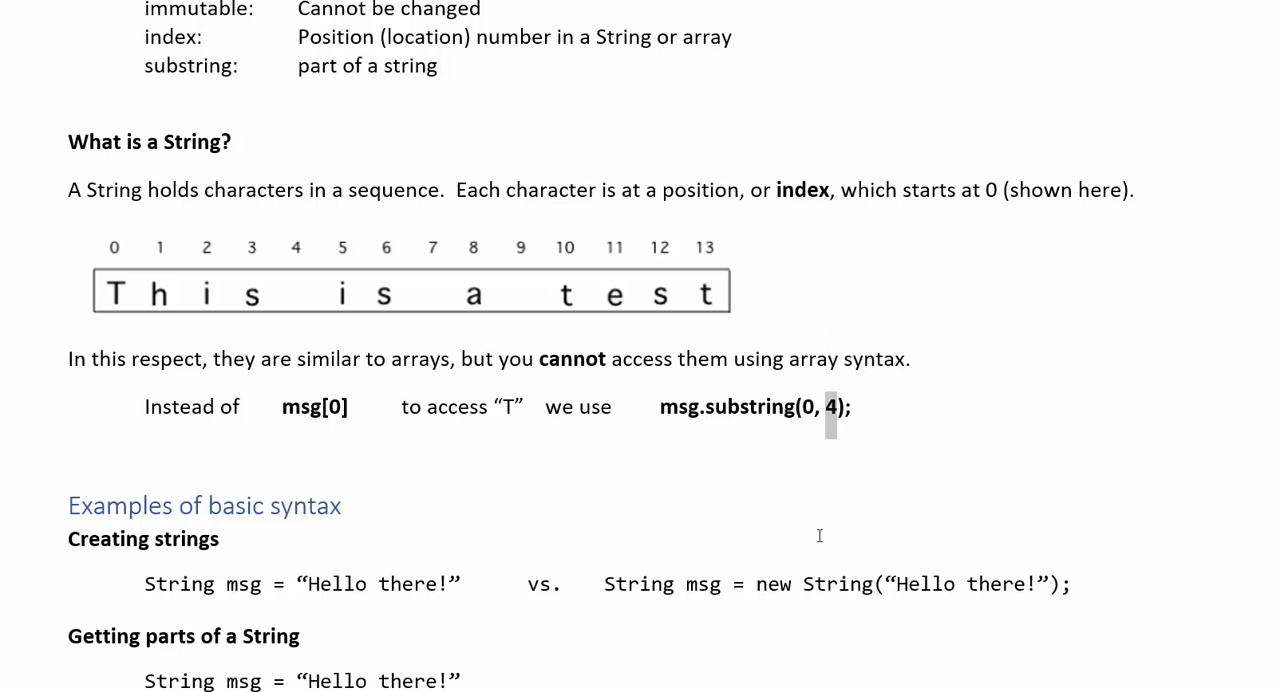 immutable: Cannot be changed
index: Position (location) number in a String or array
substring: part of a string
What is a String?
A String holds characters in a sequence. Each character is at a position, or index, which starts at 0 (shown here).
0 1 2 3 4 5 6 7 8 9 10 11 12 13
T h i s i s a t e s t
In this respect, they are similar to arrays, but you cannot access them using array syntax.
Instead of msg[0] to access “T” we use msg.substring(0, 4);
Examples of basic syntax
Creating strings
String msg = “Hello there!” vs. String msg = new String(“Hello there!”);
Getting parts of a String
String msg = “Hello there!”